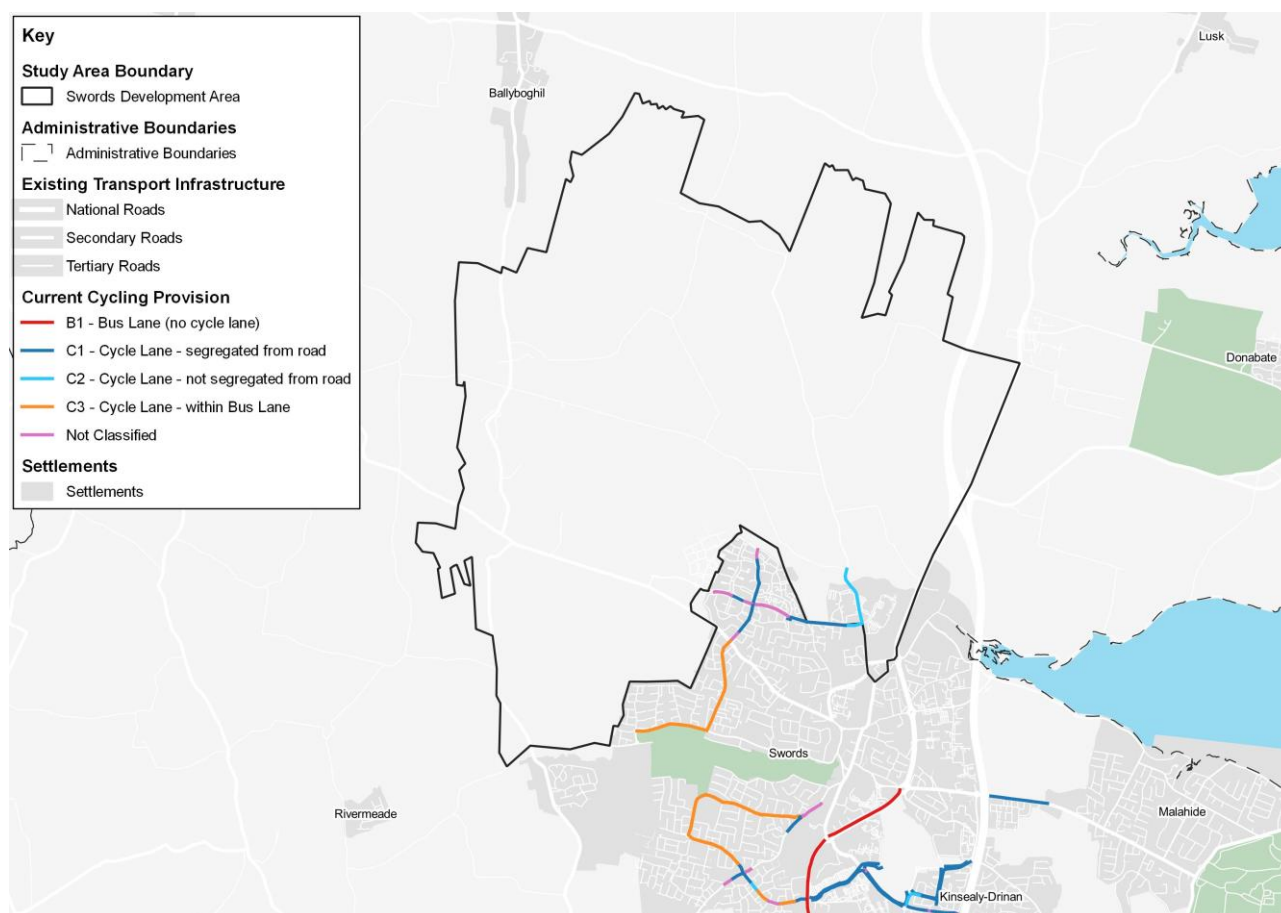 Key
Study Area Boundary
Swords Development Area
Administrative Boundaries
Administrative Boundaries
Existing Transport Infrastructure
National Roads
Secondary Roads
Tertiary Roads
Current Cycling Provision
B1 - Bus Lane (no cycle lane)
C1 - Cycle Lane - segregated from road
C2 - Cycle Lane - not segregated from road
C3 - Cycle Lane - within Bus Lane
Not Classified
Settlements
Settlements
Lusk
Ballyboghil
Donabate
Swords
Rivermeade
Malahide
Kinsealy-Drinan